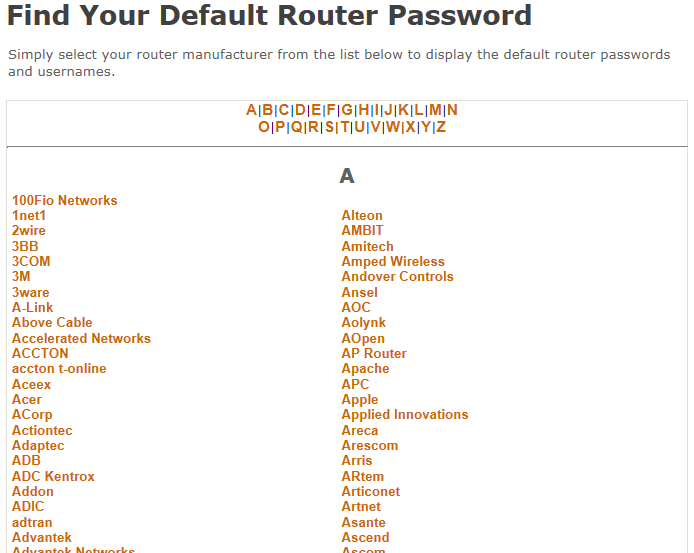 Find Your Default Router Password
Simply select your router manufacturer from the list below to display the default router passwords
and usernames.
A|B|C|D|E|F|G|H|I|J|K|L|M|N
O|P|Q|R|S|T|U|V|W|X|Y|Z
A
100Fio Networks
1net1
2wire
3BB
3COM
3M
3ware
A-Link
Above Cable
Accelerated Networks
ACCTON
accton t-online
Aceex
Acer
ACorp
Actiontec
Adaptec
ADB
ADC Kentrox
Addon
ADIC
adtran
Advantek
Advantek Networks
Alteon
AMBIT
Amitech
Amped Wireless
Andover Controls
Ansel
AOC
Aolynk
AOpen
AP Router
Apache
APC
Apple
Applied Innovations
Areca
Arescom
Arris
ARtem
Articonet
Artnet
Asante
Ascend
Ascom